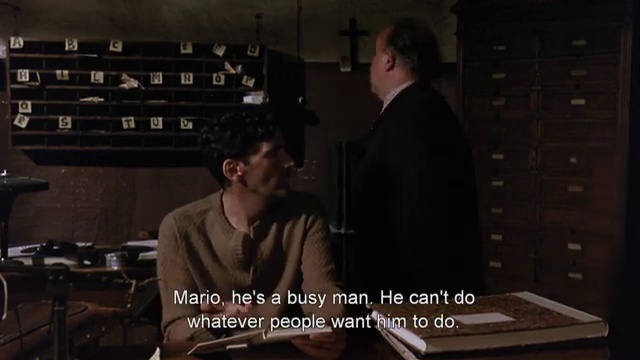 A B C
H I L M N O P
Q
R S T U
Mario, he's a busy man. He can't do
whatever people want him to do.